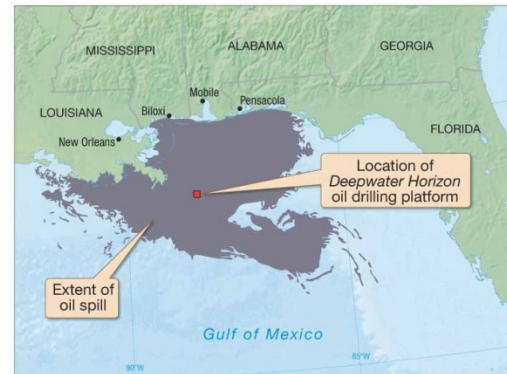 MISSISSIPPI
ALABAMA
GEORGIA
Mobile
Pensacola
LOUISIANA
Biloxi
New Orleans
FLORIDA
Location of
Deepwater Horizon
oil drilling platform
Extent of
oil spill
Gulf of Mexico
90°W
85°W